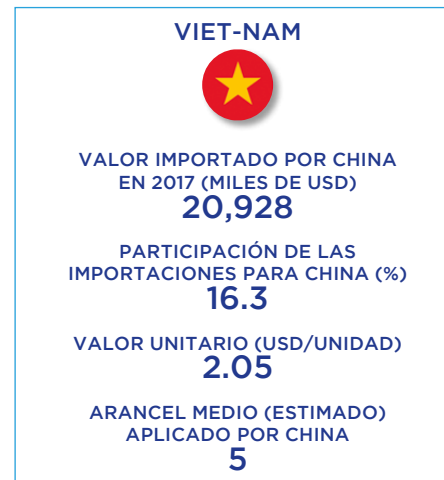 VIET-NAM
VALOR IMPORTADO POR CHINA
EN 2017 (MILES DE USD)
20,928
PARTICIPACIÓN DE LAS
IMPORTACIONES PARA CHINA (%)
16.3
VALOR UNITARIO (USD/UNIDAD)
2.05
ARANCEL MEDIO (ESTIMADO)
APLICADO POR CHINA
5